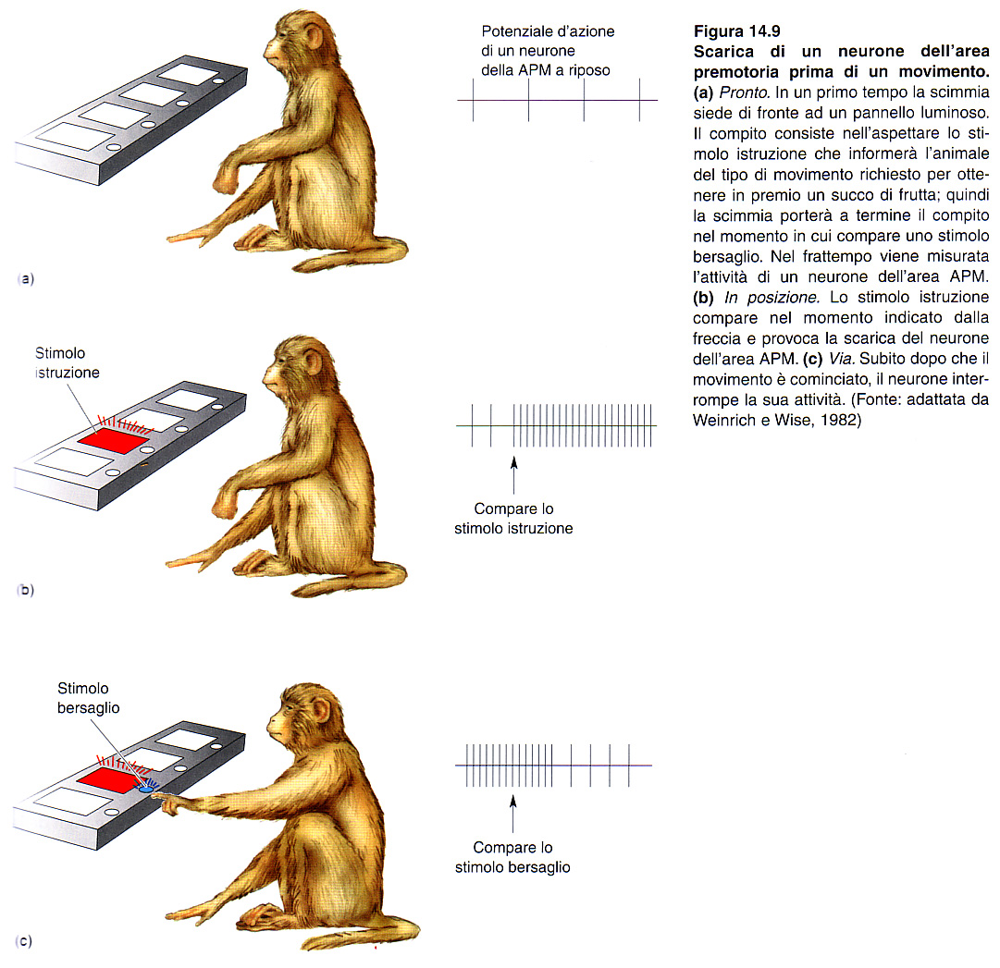 Potenziale d'azione
di un neurone
della APM a riposo
(a)
Stimolo
istruzione
Compare lo
stimolo istruzione
(b)
Stimolo
bersaglio
Compare lo
stimolo bersaglio
(c)
Figura 14.9
Scarica di un neurone dell'area
premotoria prima di un movimento.
(a) Pronto. In un primo tempo la scimmia
siede di fronte ad un pannello luminoso.
Il compito consiste nell'aspettare lo sti-
molo istruzione che informerà l'animale
del tipo di movimento richiesto per otte-
nere in premio un succo di frutta; quindi
la scimmia porterà a termine il compito
nel momento in cui compare uno stimolo
bersaglio. Nel frattempo viene misurata
l'attività di un neurone dell'area APM.
(b) In posizione. Lo stimolo istruzione
compare nel momento indicato dalla
freccia e provoca la scarica del neurone
dell'area APM. (c) Via. Subito dopo che il
movimento è cominciato, il neurone inter-
rompe la sua attività. (Fonte: adattata da
Weinrich e Wise, 1982)